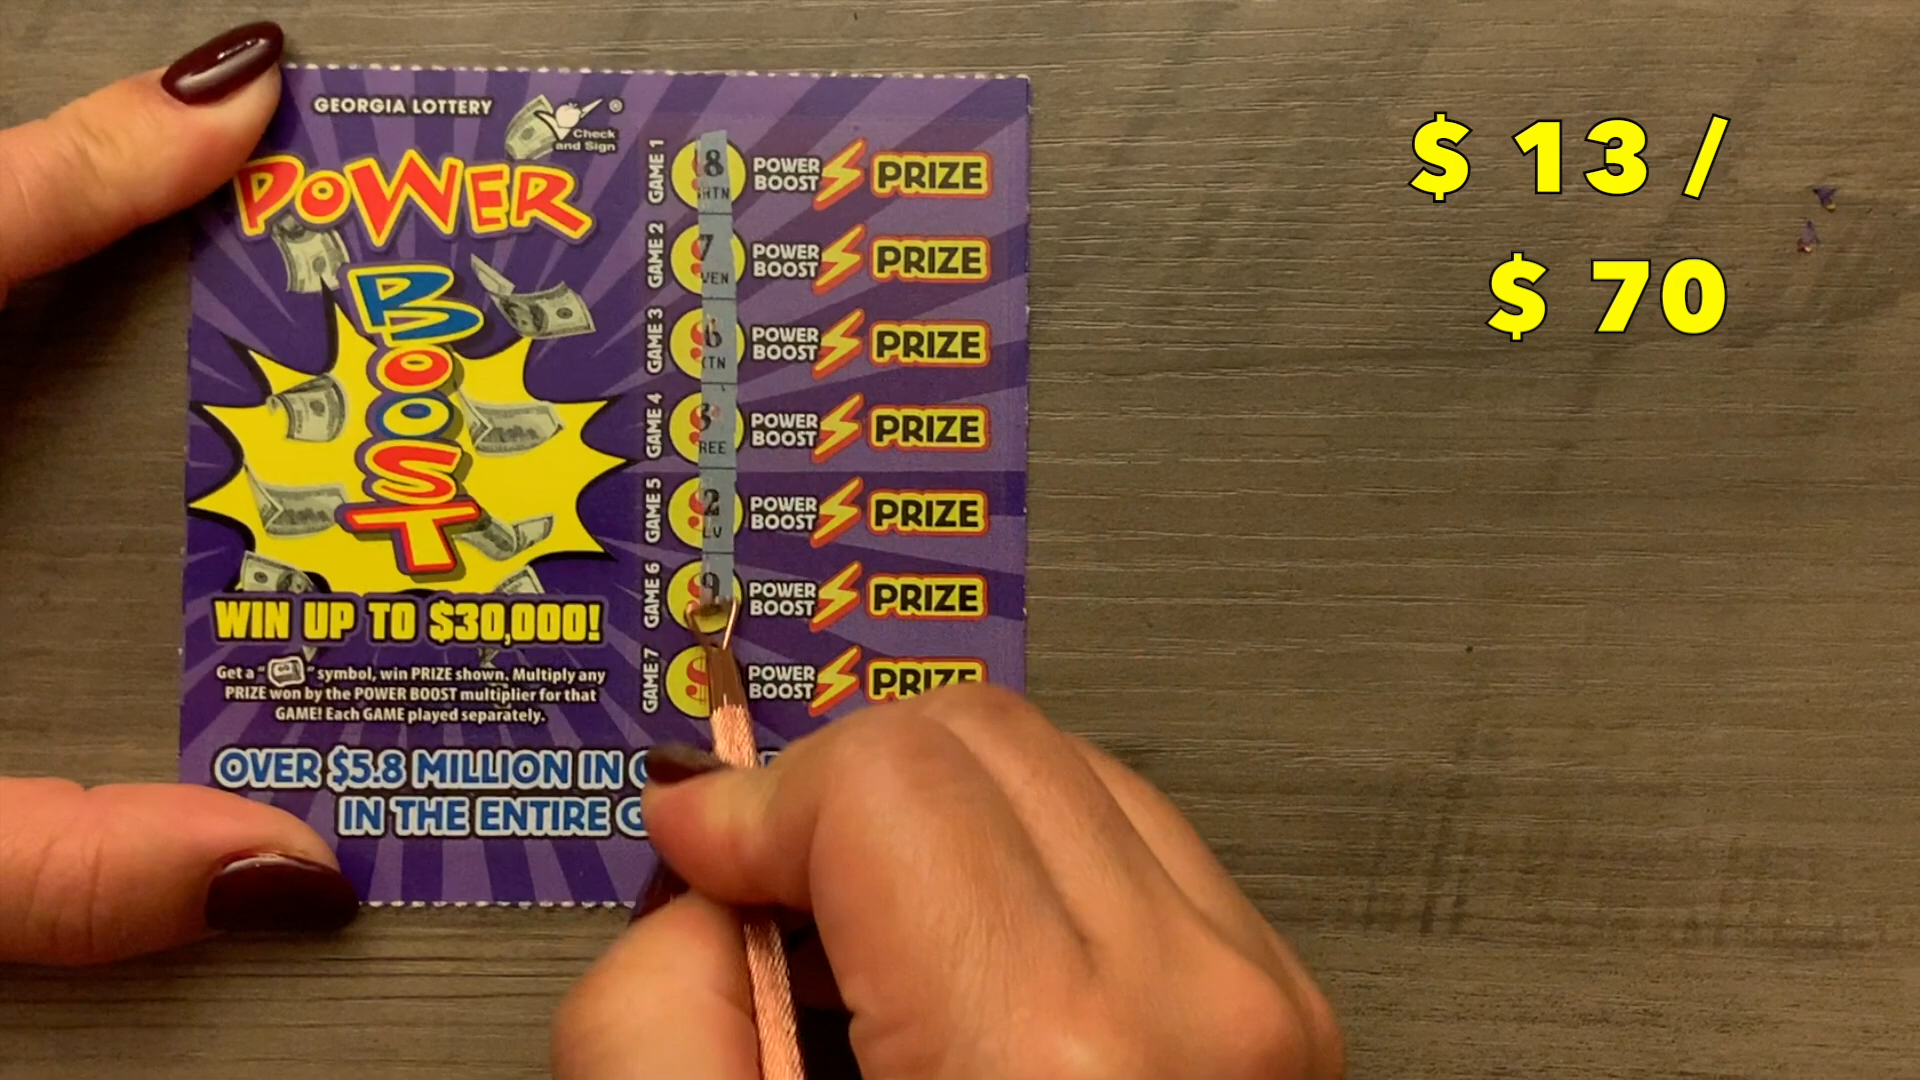 GEORGIA LOTTERY
®
Check
and Sign
POWER
BOOST
WIN UP TO $30,000!
Get a " " symbol, win PRIZE shown. Multiply any
PRIZE won by the POWER BOOST multiplier for that
GAME! Each GAME played separately.
OVER $5.8 MILLION IN
IN THE ENTIRE
GAME 1 8 POWER BOOST PRIZE
GAME 2 7 POWER BOOST PRIZE
GAME 3 6 POWER BOOST PRIZE
GAME 4 3 POWER BOOST PRIZE
GAME 5 2 POWER BOOST PRIZE
GAME 6 9 POWER BOOST PRIZE
GAME 7 $ POWER BOOST PRIZE
$ 13 /
$ 70